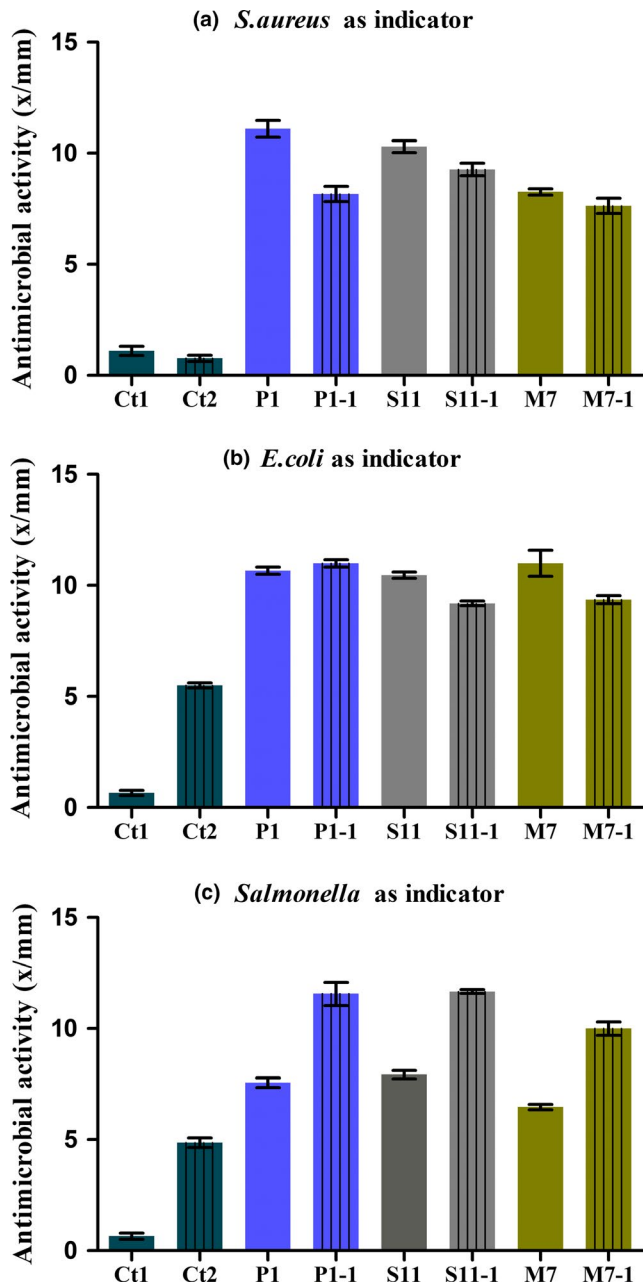 (a) S.aureus as indicator
Antimicrobial activity (x/mm)
15
10
5
0
Ct1 Ct2 P1 P1-1 S11 S11-1 M7 M7-1
(b) E.coli as indicator
Antimicrobial activity (x/mm)
15
10
5
0
Ct1 Ct2 P1 P1-1 S11 S11-1 M7 M7-1
(c) Salmonella as indicator
Antimicrobial activity (x/mm)
15
10
5
0
Ct1 Ct2 P1 P1-1 S11 S11-1 M7 M7-1